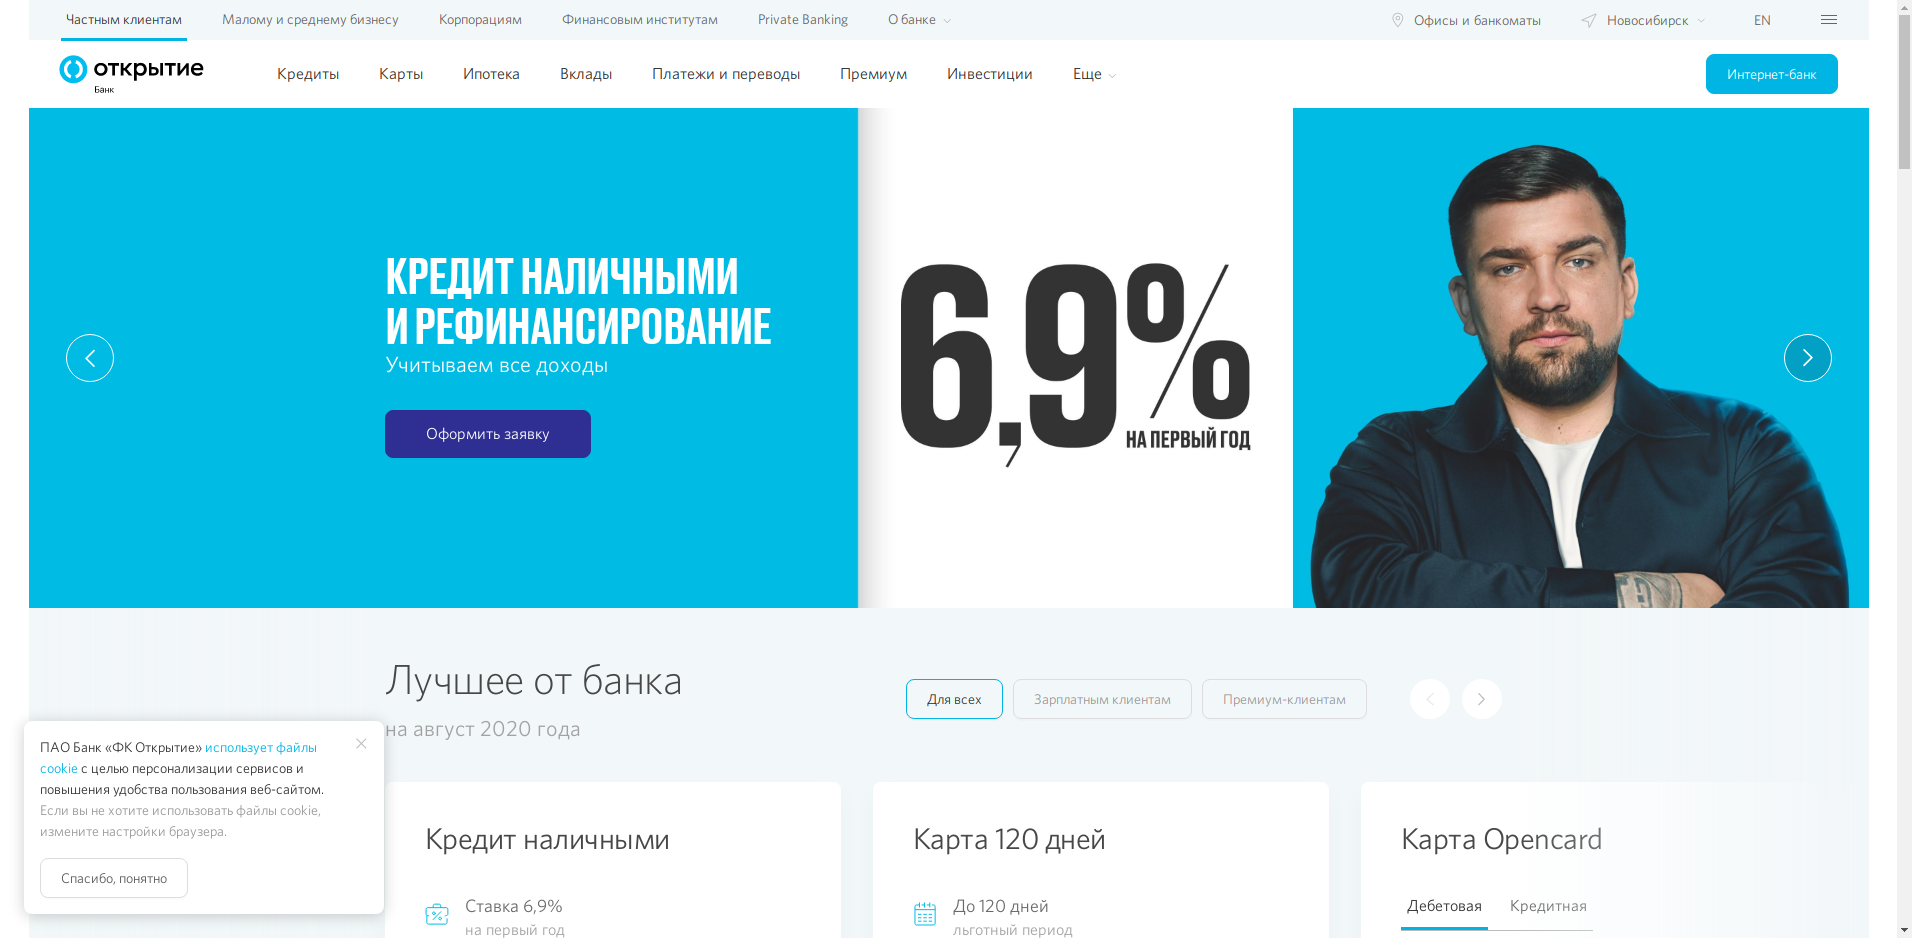 Частным клиентам
Малому и среднему бизнесу
Корпорациям
Финансовым институтам
Private Banking
О банке
Офисы и банкоматы
Новосибирск
EN
открытие
Банк
Кредиты
Карты
Ипотека
Вклады
Платежи и переводы
Премиум
Инвестиции
Еще
Интернет-банк
КРЕДИТ НАЛИЧНЫМИ
И РЕФИНАНСИРОВАНИЕ
Учитываем все доходы
Оформить заявку
6,9%
НА ПЕРВЫЙ ГОД
Лучшее от банка
на август 2020 года
Для всех
Зарплатным клиентам
Премиум-клиентам
ПАО Банк «ФК Открытие» использует файлы
cookie с целью персонализации сервисов и
повышения удобства пользования веб-сайтом.
Если вы не хотите использовать файлы cookie,
измените настройки браузера.
Спасибо, понятно
Кредит наличными
Ставка 6,9%
на первый год
Карта 120 дней
До 120 дней
льготный период
Карта Opencard
Дебетовая
Кредитная